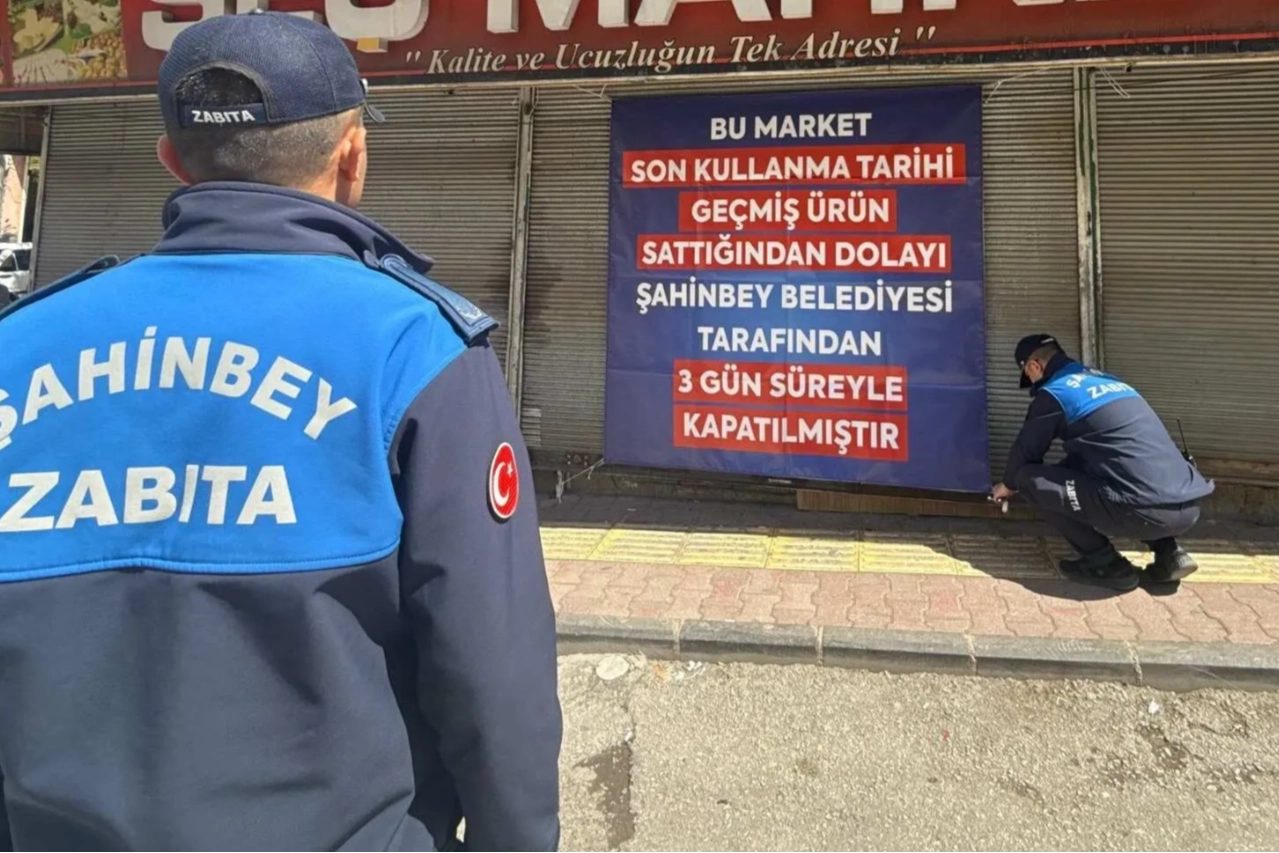 " Kalite ve Ucuzluğun Tek Adresi "
ZABITA
BU MARKET
SON KULLANMA TARİHİ
GEÇMİŞ ÜRÜN
SATTIĞINDAN DOLAYI
ŞAHİNBEY BELEDİYESİ
TARAFINDAN
3 GÜN SÜREYLE
KAPATILMIŞTIR
ŞAHİNBEY
ZABITA
ZABITA
ZABITA